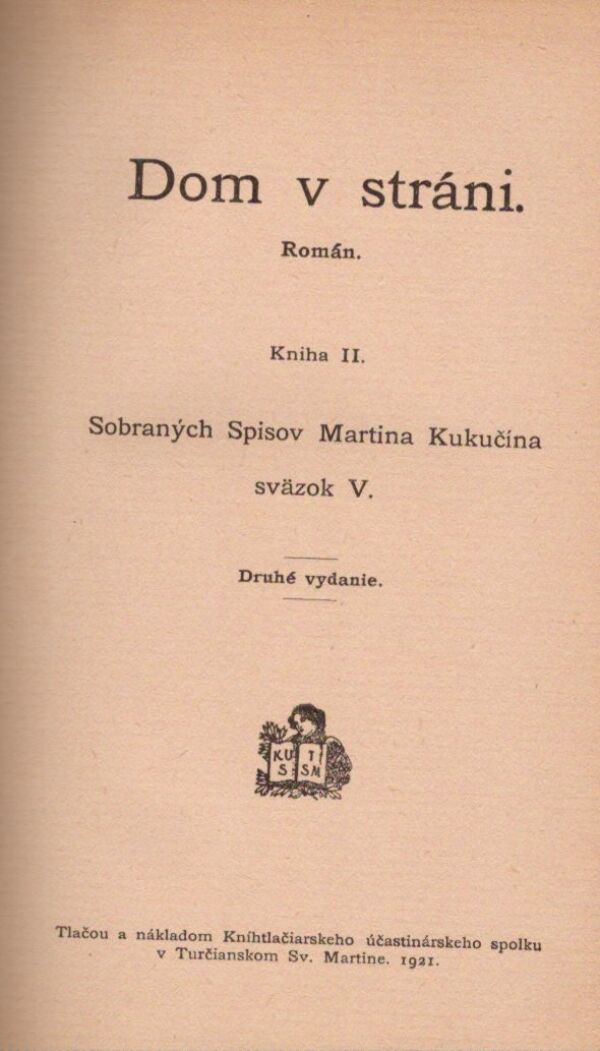 Dom v stráni.
Román.
Kniha II.
Sobraných Spisov Martina Kukučína
sväzok V.
Druhé vydanie.
KU T
S SM
Tlačou a nákladom Kníhtlačiarskeho účastinárskeho spolku
v Turčianskom Sv. Martine. 1921.